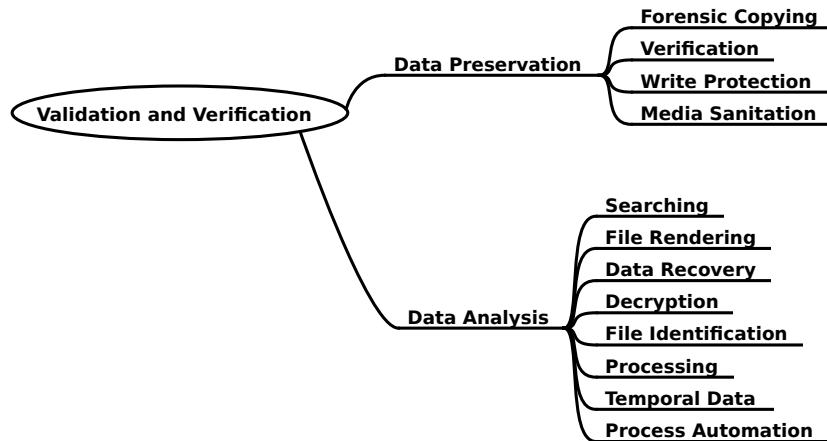 Validation and Verification
Data Preservation
Forensic Copying
Verification
Write Protection
Media Sanitation
Data Analysis
Searching
File Rendering
Data Recovery
Decryption
File Identification
Processing
Temporal Data
Process Automation